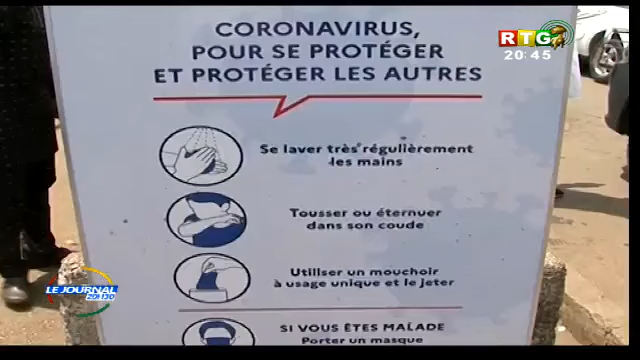 CORONAVIRUS,
POUR SE PROTÉGER
ET PROTÉGER LES AUTRES
RTG
20:45
Se laver très régulièrement
les mains
Tousser ou éternuer
dans son coude
Utiliser un mouchoir
à usage unique et le jeter
LE JOURNAL
20H30
SI VOUS ÊTES MALADE
Porter un masque